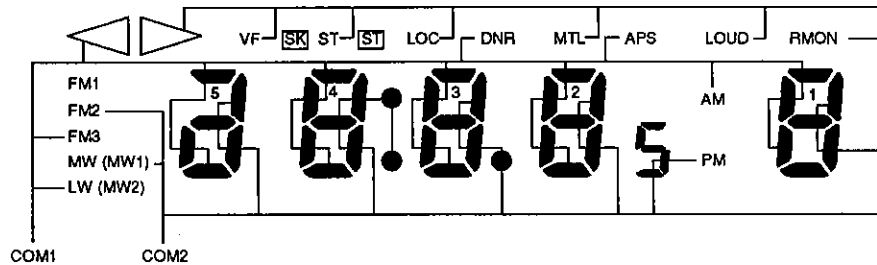 VF SK ST ST LOC DNR MTL APS LOUD RMON
5 4 3 2 1
FM1
AM
FM2
FM3
MW (MW1) PM
LW (MW2)
COM1 COM2